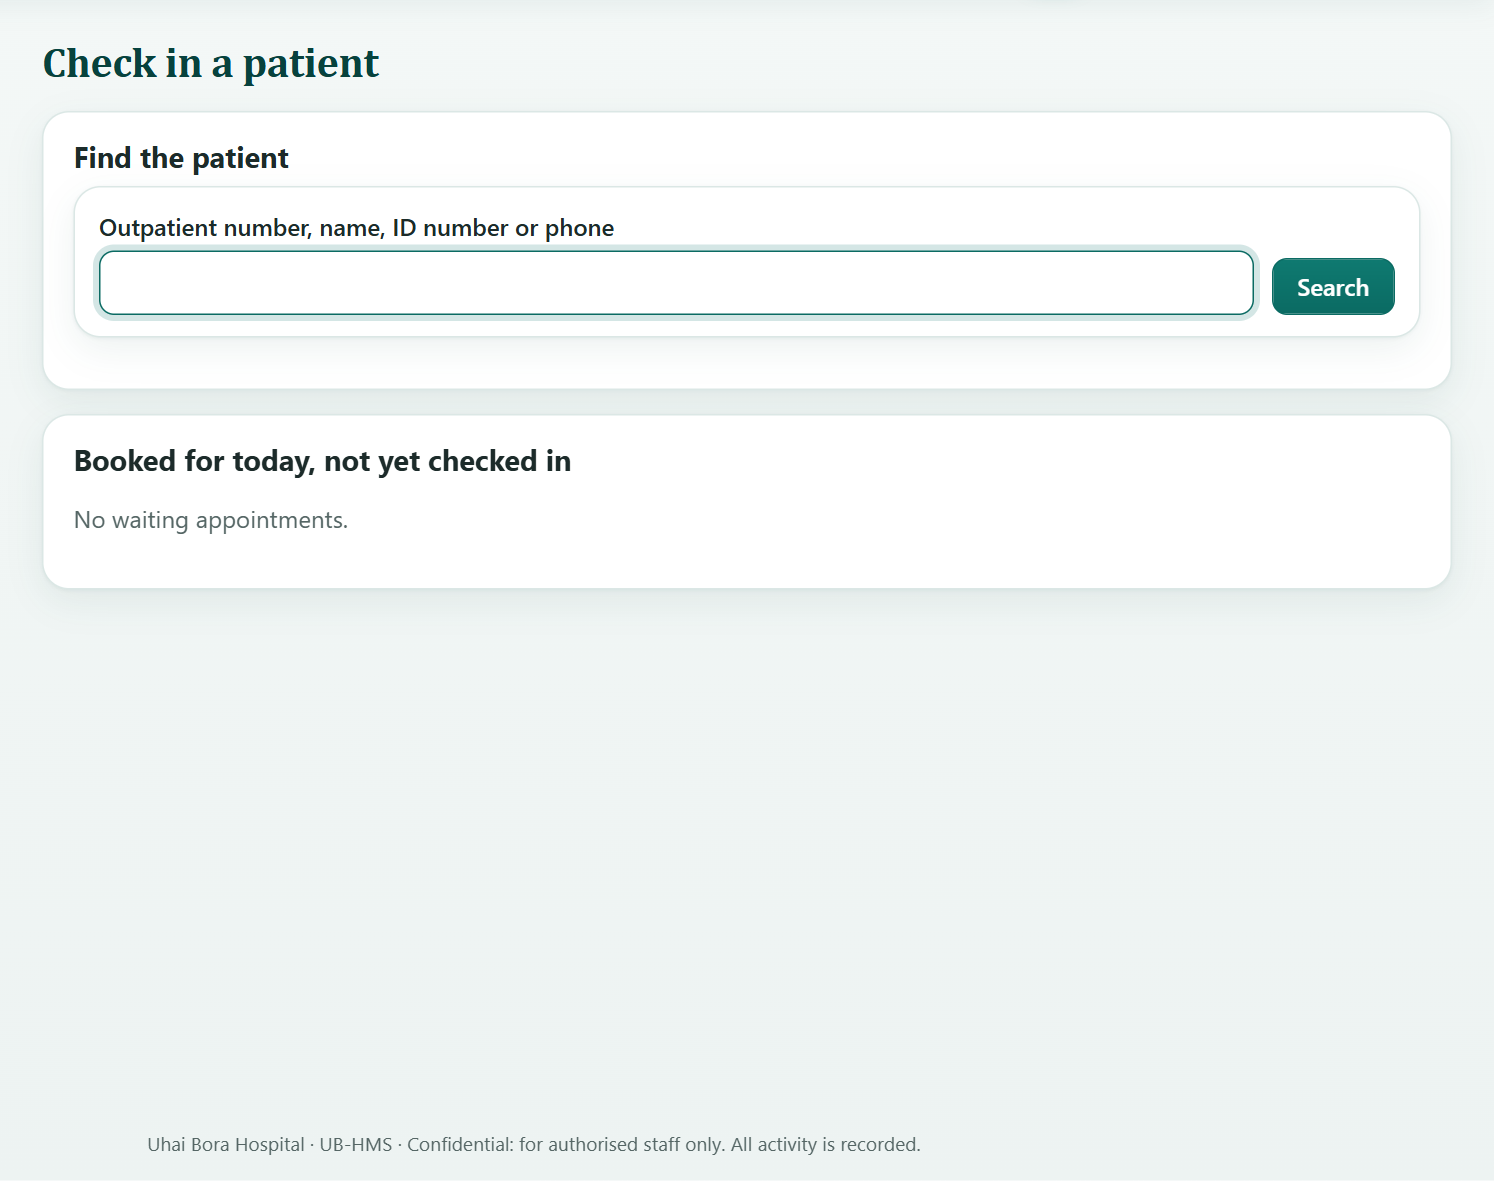 Check in a patient
Find the patient
Outpatient number, name, ID number or phone
Search
Booked for today, not yet checked in
No waiting appointments.
Uhai Bora Hospital · UB-HMS · Confidential: for authorised staff only. All activity is recorded.